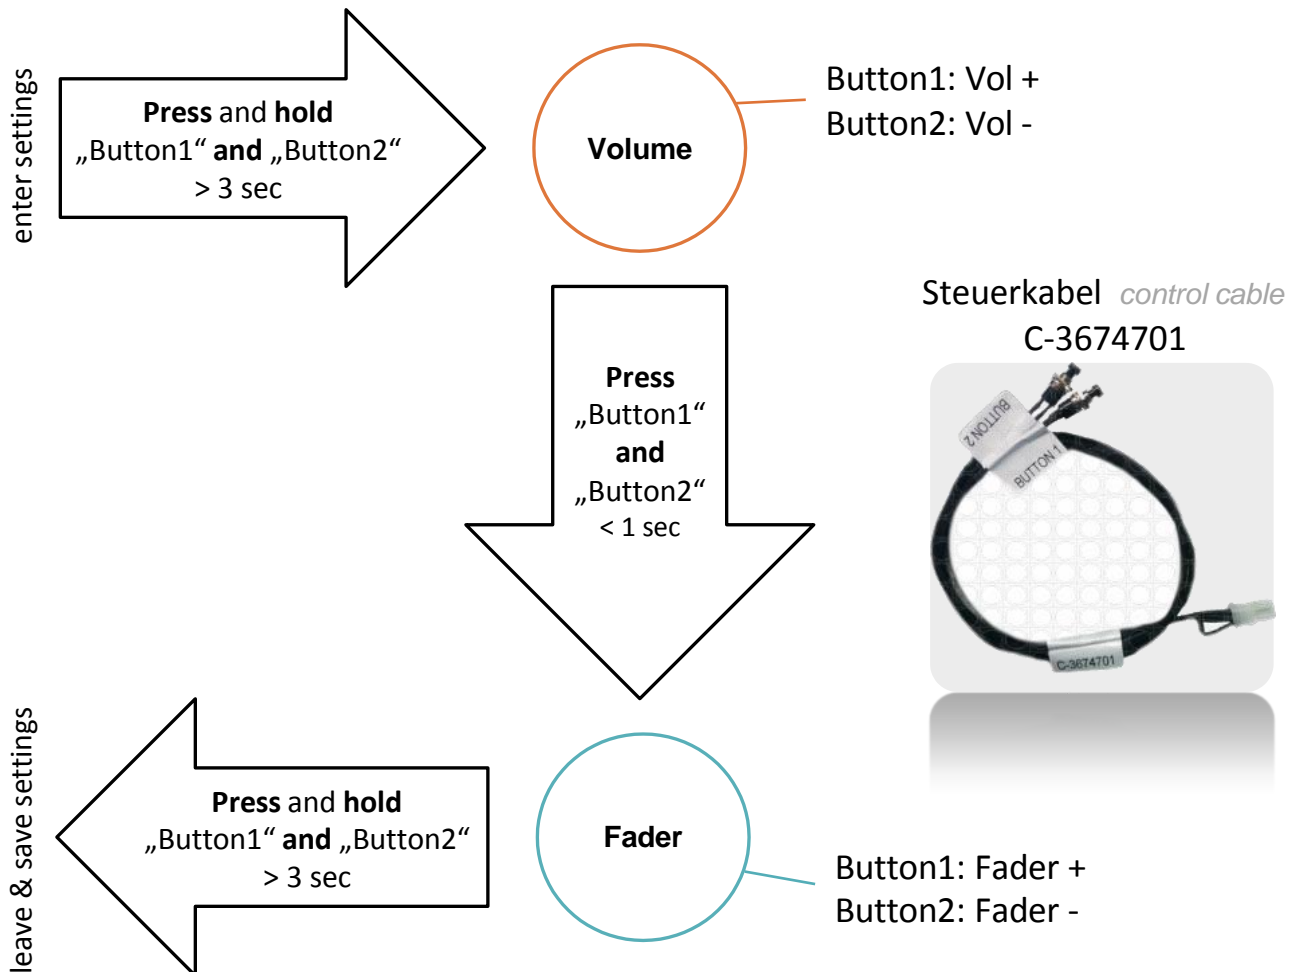 enter settings
Press and hold
„Button1“ and „Button2“
> 3 sec
Volume
Button1: Vol +
Button2: Vol -
Press
„Button1“
and
„Button2“
< 1 sec
Steuerkabel control cable
C-3674701
BUTTON 2
BUTTON 1
C-3674701
leave & save settings
Press and hold
„Button1“ and „Button2“
> 3 sec
Fader
Button1: Fader +
Button2: Fader -